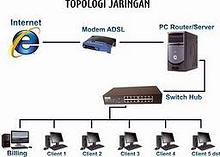 TOPOLOGI JARINGAN
Internet
Modem ADSL
PC Router/Server
Switch Hub
Billing
Client 1
Client 2
Client 3
Client 4
Client 5 dst